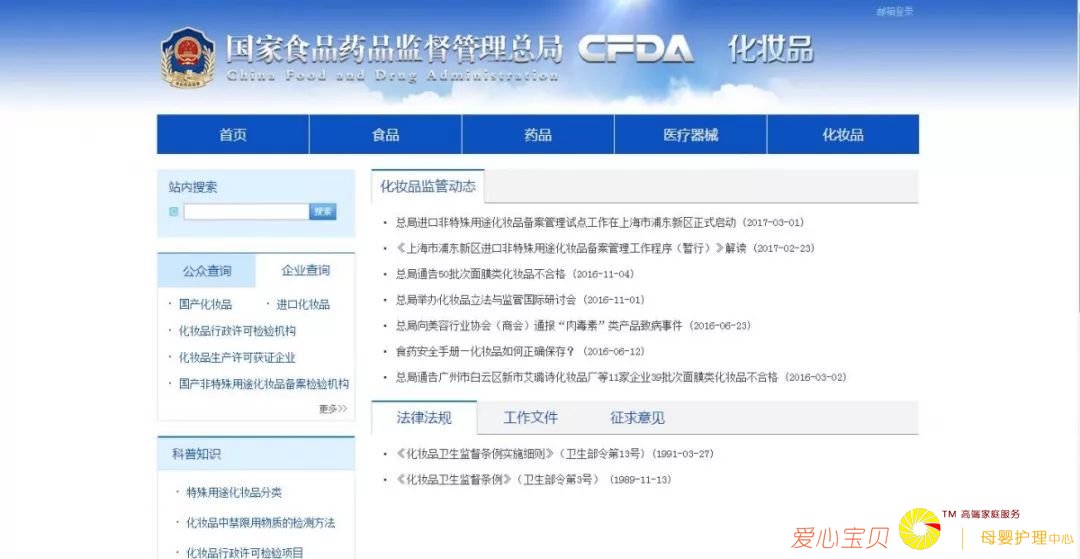 邮箱登录
国家食品药品监督管理总局 CFDA 化妆品
China Food and Drug Administration
首页 食品 药品 医疗器械 化妆品
站内搜索
搜索
公众查询 企业查询
· 国产化妆品 · 进口化妆品
· 化妆品行政许可检验机构
· 化妆品生产许可获证企业
· 国产非特殊用途化妆品备案检验机构
更多>>
科普知识
· 特殊用途化妆品分类
· 化妆品中禁限用物质的检测方法
· 化妆品行政许可检验项目
化妆品监管动态
· 总局进口非特殊用途化妆品备案管理试点工作在上海市浦东新区正式启动 (2017-03-01)
· 《上海市浦东新区进口非特殊用途化妆品备案管理工作程序（暂行）》解读 (2017-02-23)
· 总局通告50批次面膜类化妆品不合格 (2016-11-04)
· 总局举办化妆品立法与监管国际研讨会 (2016-11-01)
· 总局向美容行业协会（商会）通报“肉毒素”类产品致病事件 (2016-06-23)
· 食药安全手册—化妆品如何正确保存？ (2016-06-12)
· 总局通告广州市白云区新市艾璐诗化妆品厂等11家企业39批次面膜类化妆品不合格 (2016-03-02)
法律法规 工作文件 征求意见
· 《化妆品卫生监督条例实施细则》（卫生部令第13号） (1991-03-27)
· 《化妆品卫生监督条例》（卫生部令第3号） (1989-11-13)
爱心宝贝
TM 高端家庭服务
母婴护理中心